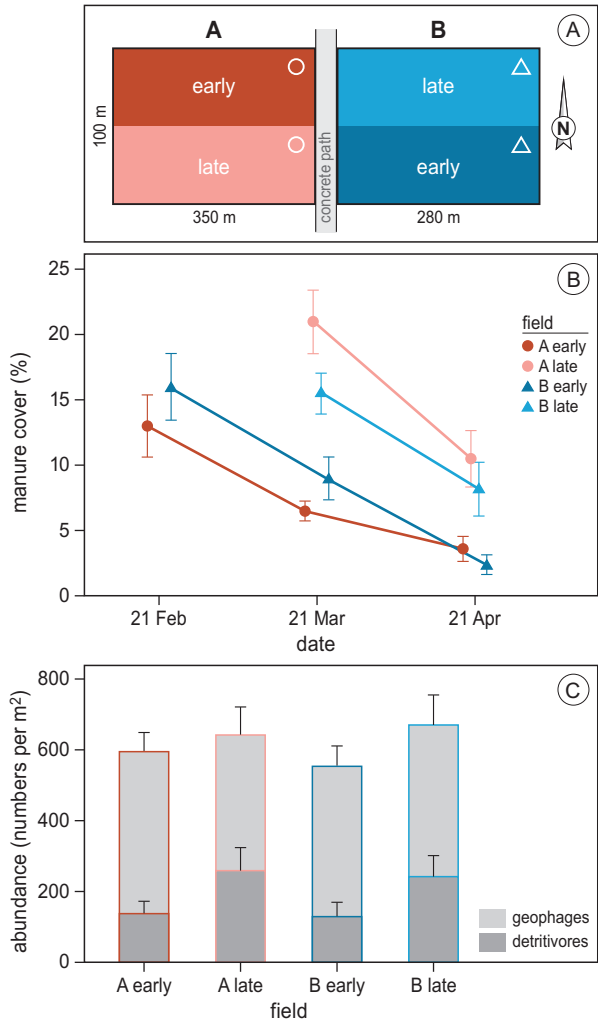 A
B
A
early
late
late
early
100 m
concrete path
N
350 m
280 m
B
25
20
15
10
5
0
manure cover (%)
field
A early
A late
B early
B late
21 Feb
21 Mar
21 Apr
date
C
800
600
400
200
0
abundance (numbers per m²)
geophages
detritivores
A early
A late
B early
B late
field